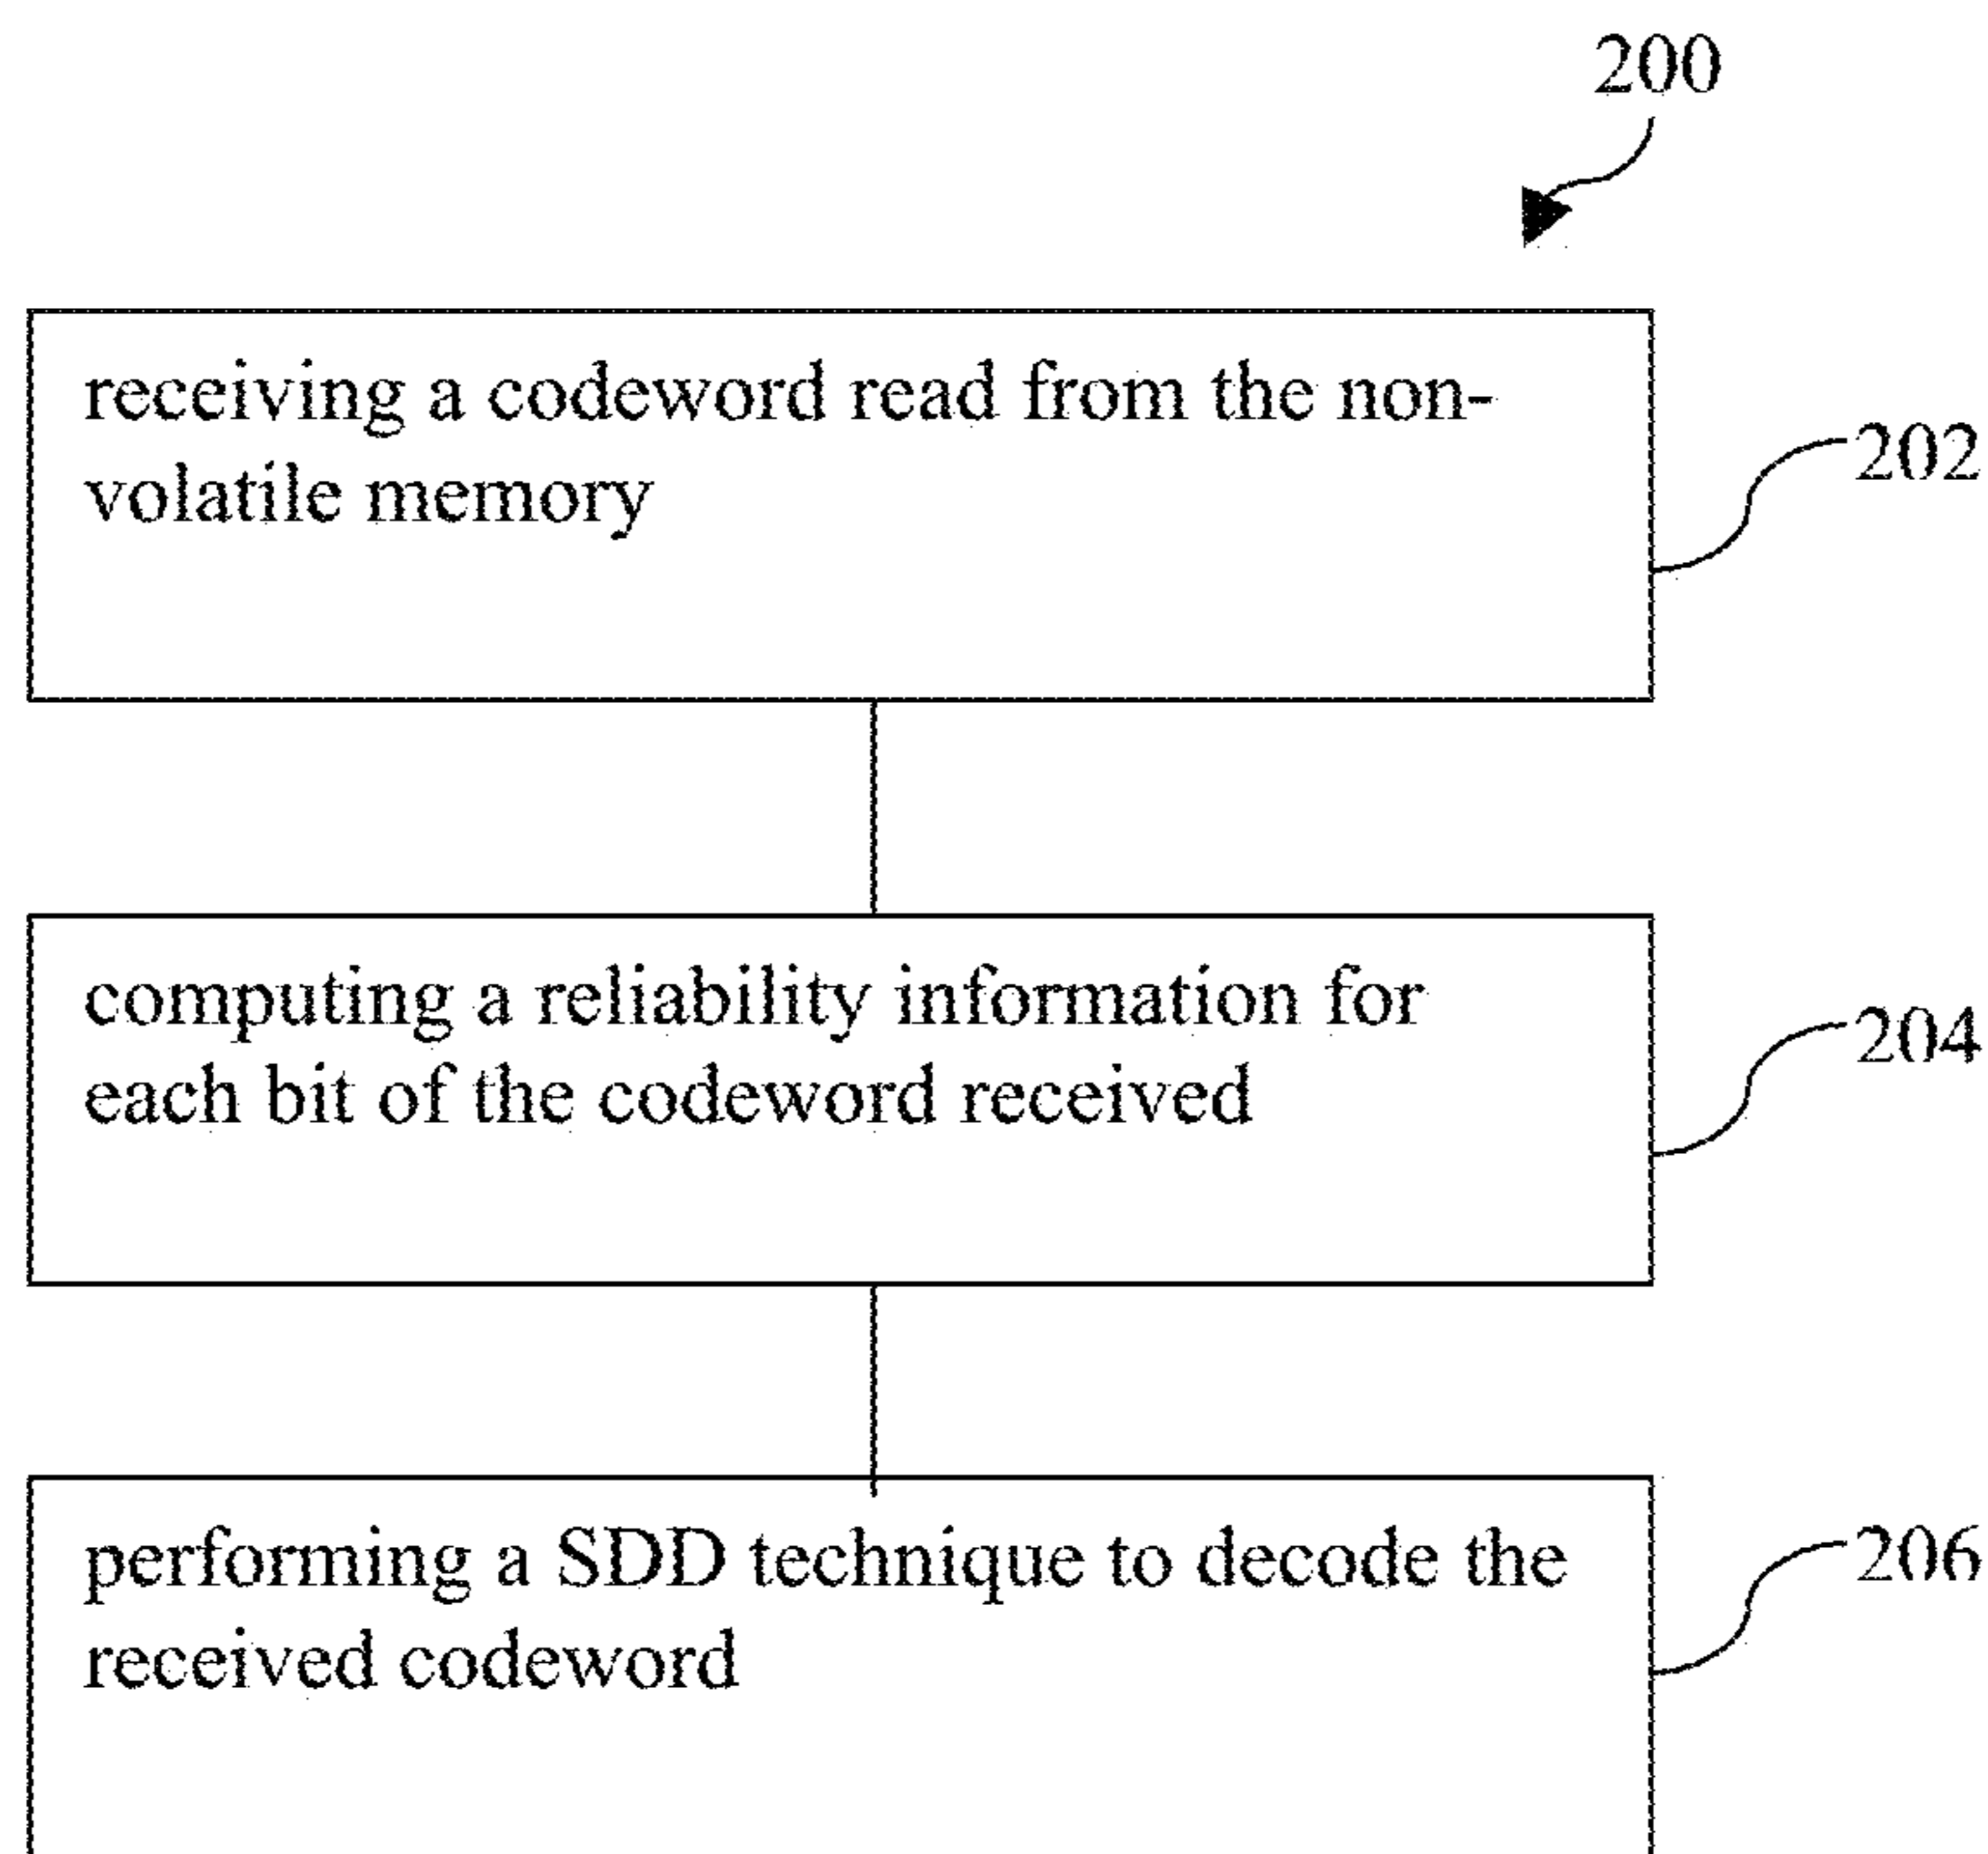 200
receiving a codeword read from the non-
volatile memory
202
computing a reliability information for
each bit of the codeword received
204
performing a SDD technique to decode the
received codeword
206